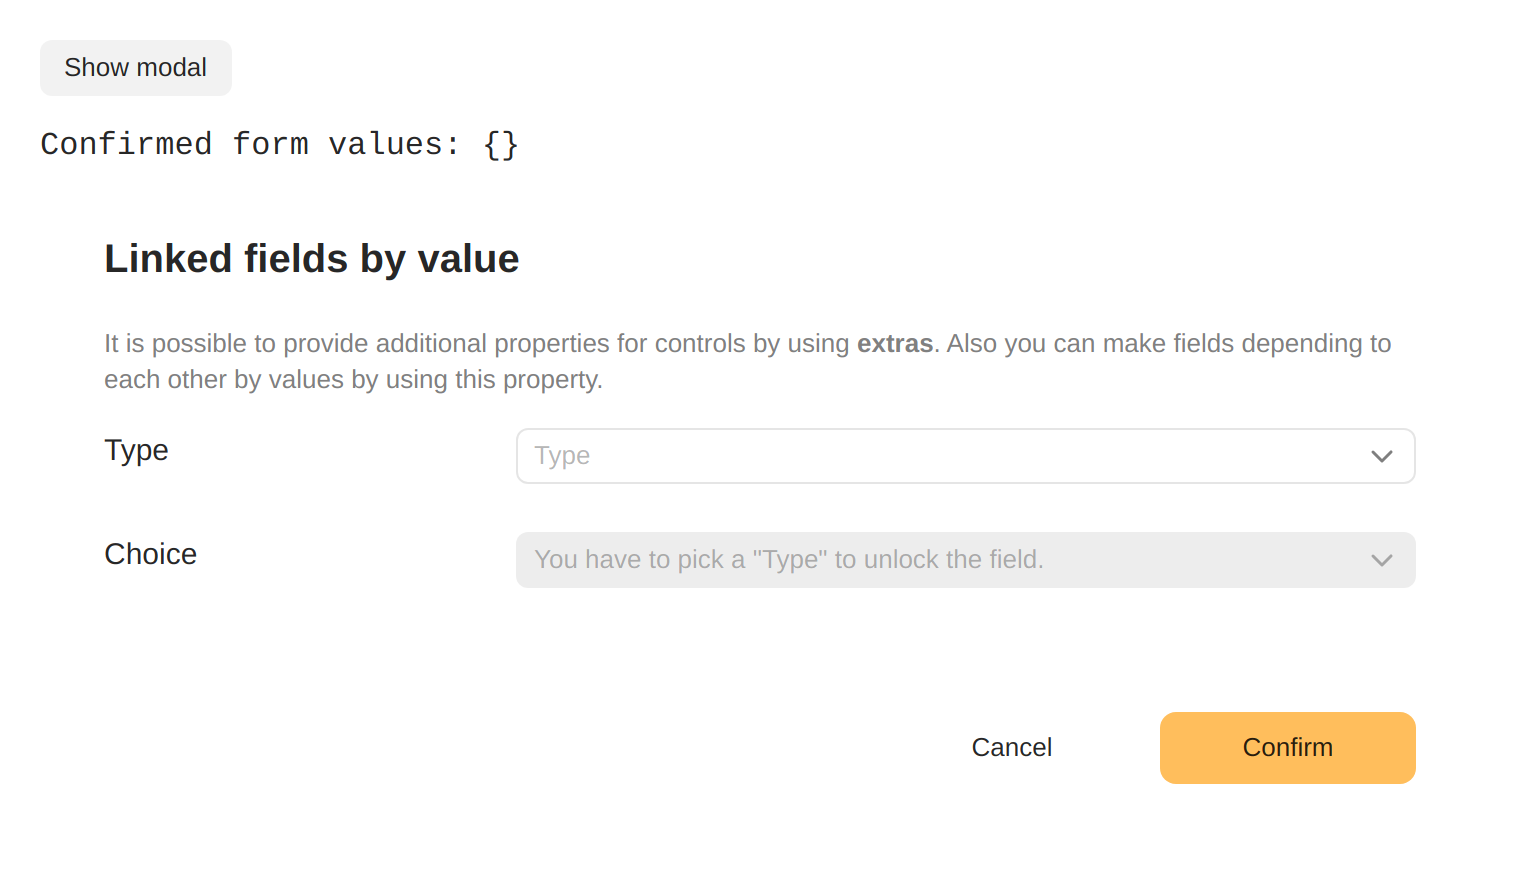 Show modal
Confirmed form values: {}
Linked fields by value
It is possible to provide additional properties for controls by using extras. Also you can make fields depending to
each other by values by using this property.
Type
Type
Choice
You have to pick a "Type" to unlock the field.
Cancel
Confirm